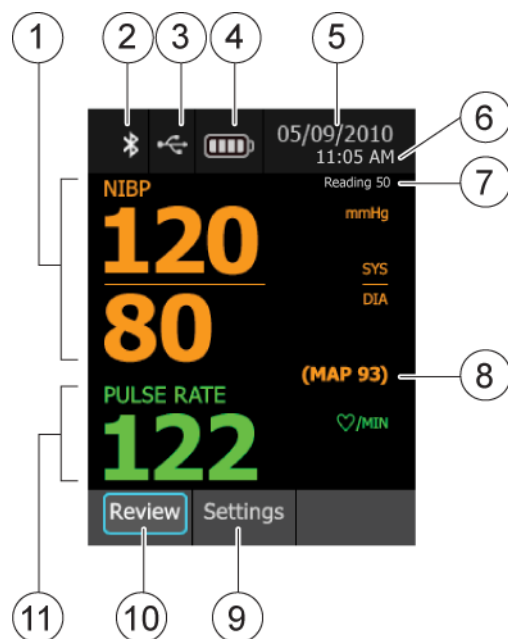 1 2 3 4 5
6
05/09/2010
11:05 AM
Reading 50
7
NIBP
mmHg
120
SYS
80
DIA
(MAP 93)
8
PULSE RATE
122
♡/MIN
Review Settings
11 10 9